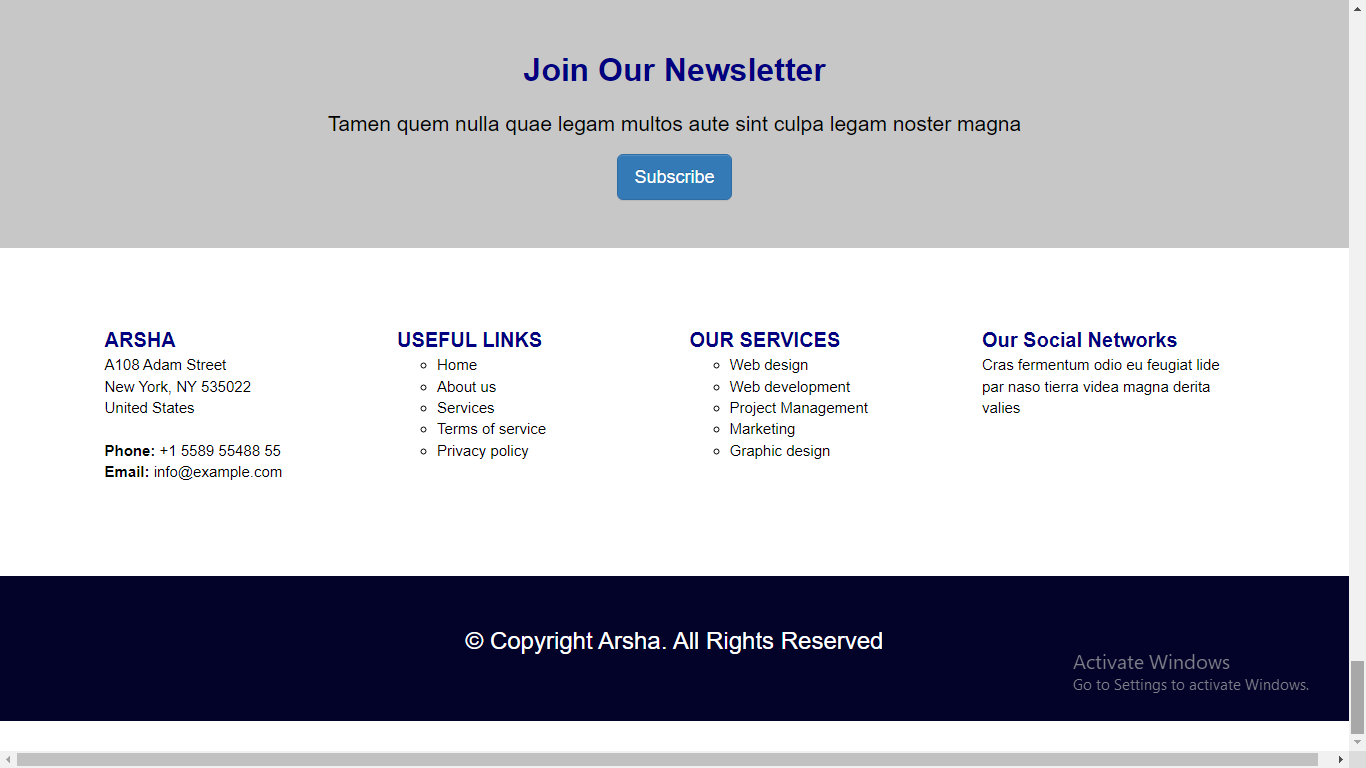 Join Our Newsletter
Tamen quem nulla quae legam multos aute sint culpa legam noster magna
Subscribe
ARSHA
A108 Adam Street
New York, NY 535022
United States
Phone: +1 5589 55488 55
Email: info@example.com
USEFUL LINKS
Home
About us
Services
Terms of service
Privacy policy
OUR SERVICES
Web design
Web development
Project Management
Marketing
Graphic design
Our Social Networks
Cras fermentum odio eu feugiat lide
par naso tierra videa magna derita
valies
© Copyright Arsha. All Rights Reserved
Activate Windows
Go to Settings to activate Windows.